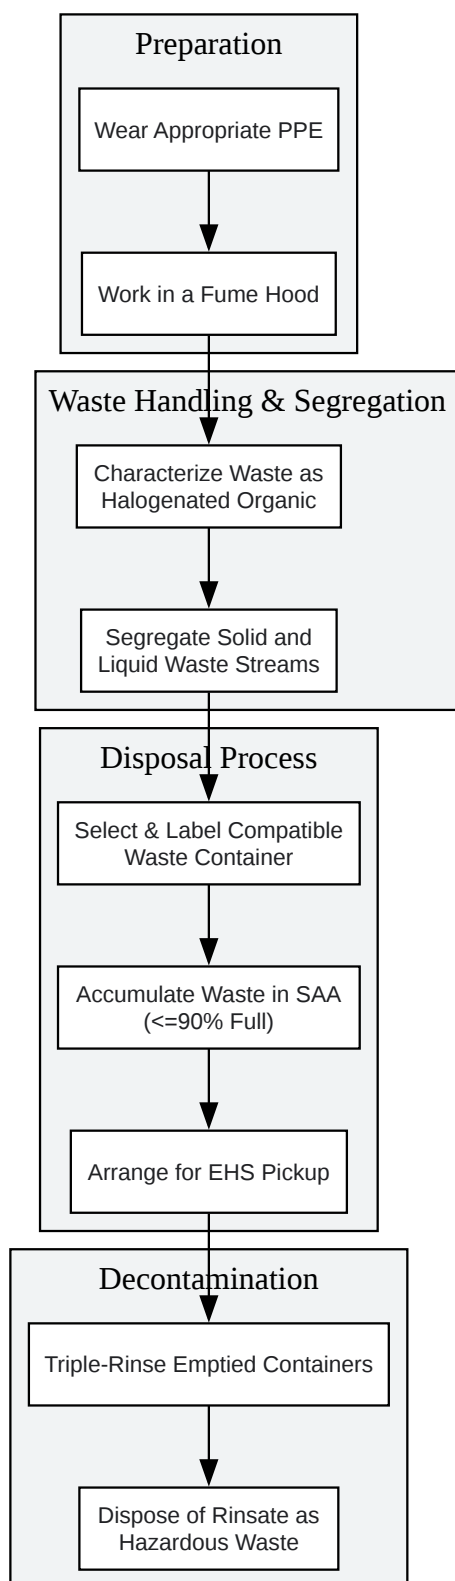 Preparation
Wear Appropriate PPE
Work in a Fume Hood
Waste Handling & Segregation
Characterize Waste as
Halogenated Organic
Segregate Solid and
Liquid Waste Streams
Disposal Process
Select & Label Compatible
Waste Container
Accumulate Waste in SAA
(<=90% Full)
Arrange for EHS Pickup
Decontamination
Triple-Rinse Emptied Containers
Dispose of Rinsate as
Hazardous Waste